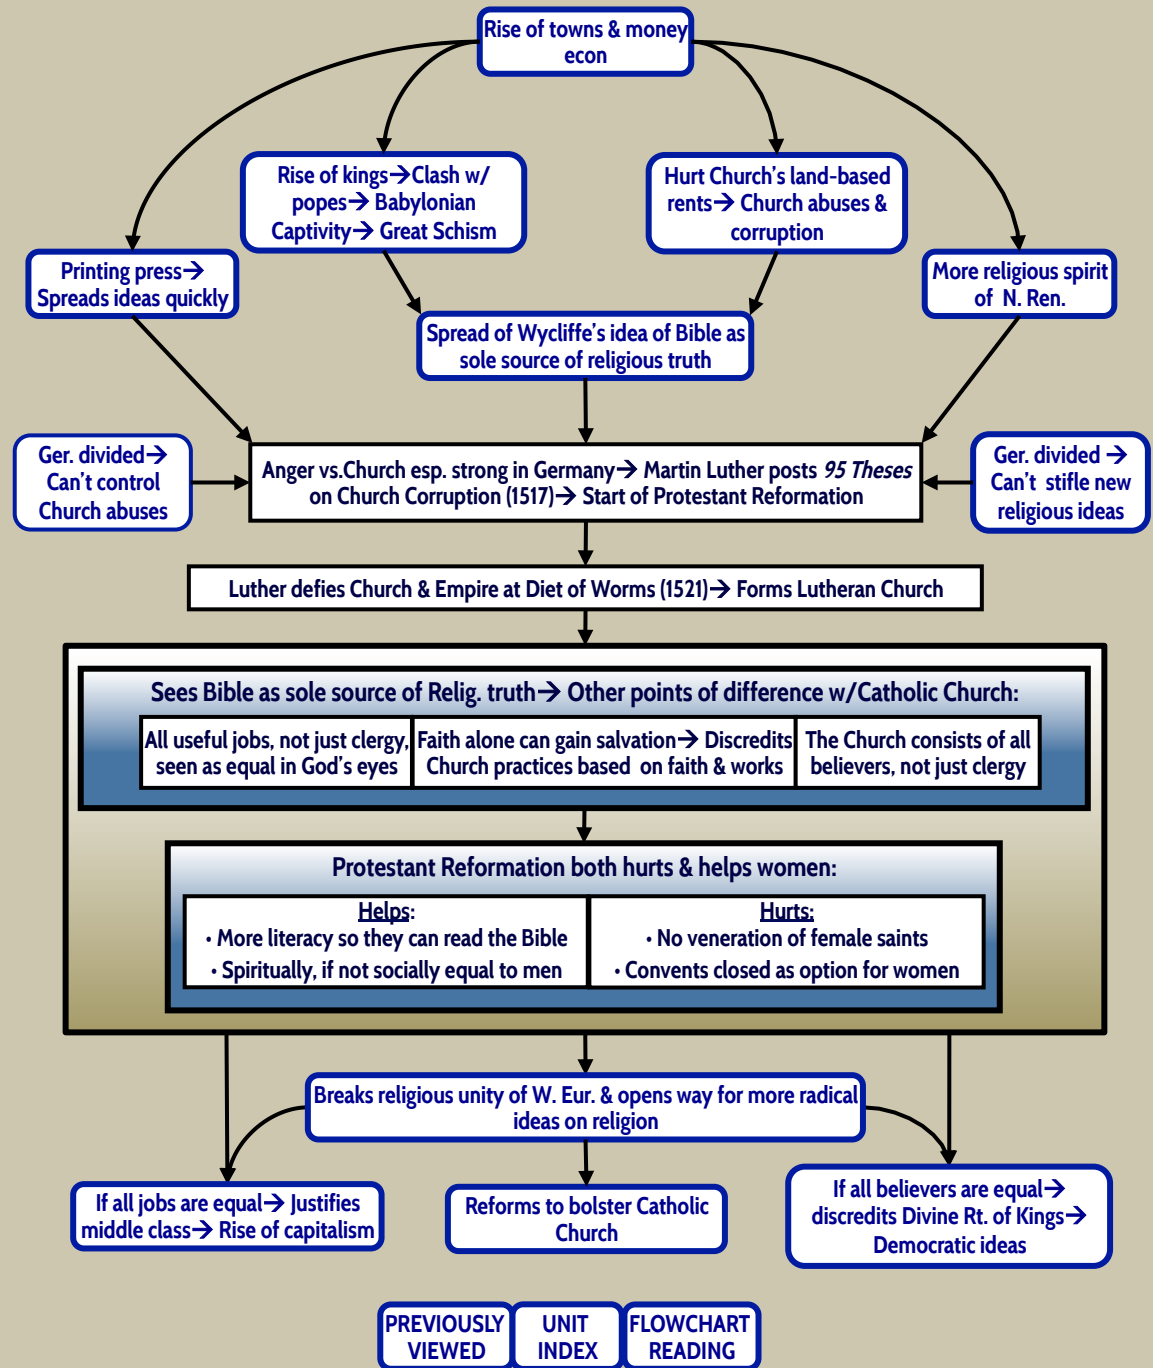 Rise of towns & money
econ
Rise of kings→Clash w/
popes→ Babylonian
Captivity→ Great Schism
Hurt Church's land-based
rents→ Church abuses &
corruption
Printing press→
Spreads ideas quickly
More religious spirit
of N. Ren.
Spread of Wycliffe's idea of Bible as
sole source of religious truth
Ger. divided→
Can't control
Church abuses
Anger vs.Church esp. strong in Germany→ Martin Luther posts 95 Theses
on Church Corruption (1517)→ Start of Protestant Reformation
Ger. divided →
Can't stifle new
religious ideas
Luther defies Church & Empire at Diet of Worms (1521)→ Forms Lutheran Church
Sees Bible as sole source of Relig. truth→ Other points of difference w/Catholic Church:
All useful jobs, not just clergy,
seen as equal in God's eyes
Faith alone can gain salvation→ Discredits
Church practices based on faith & works
The Church consists of all
believers, not just clergy
Protestant Reformation both hurts & helps women:
Helps:
• More literacy so they can read the Bible
• Spiritually, if not socially equal to men
Hurts:
• No veneration of female saints
• Convents closed as option for women
Breaks religious unity of W. Eur. & opens way for more radical
ideas on religion
If all jobs are equal→ Justifies
middle class→ Rise of capitalism
Reforms to bolster Catholic
Church
If all believers are equal→
discredits Divine Rt. of Kings→
Democratic ideas
PREVIOUSLY
VIEWED
UNIT
INDEX
FLOWCHART
READING